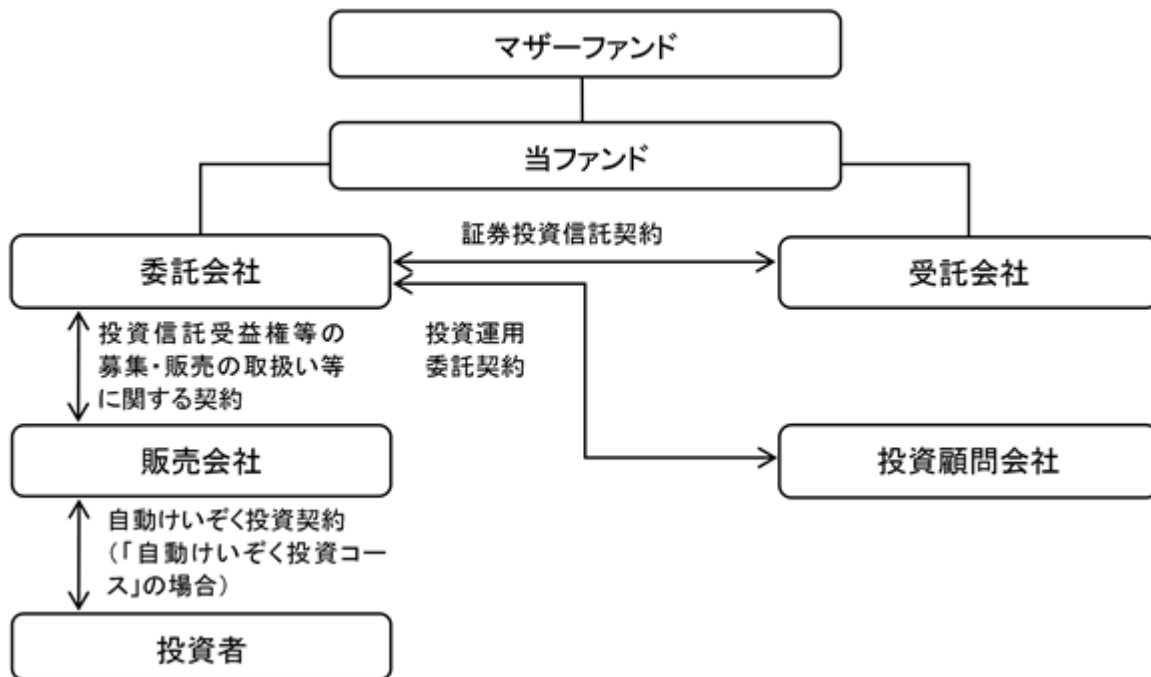 マザーファンド
当ファンド
証券投資信託契約
委託会社
受託会社
投資信託受益権等の
募集・販売の取扱い等
に関する契約
投資運用
委託契約
販売会社
投資顧問会社
自動けいぞく投資契約
（「自動けいぞく投資コー
ス」の場合）
投資者